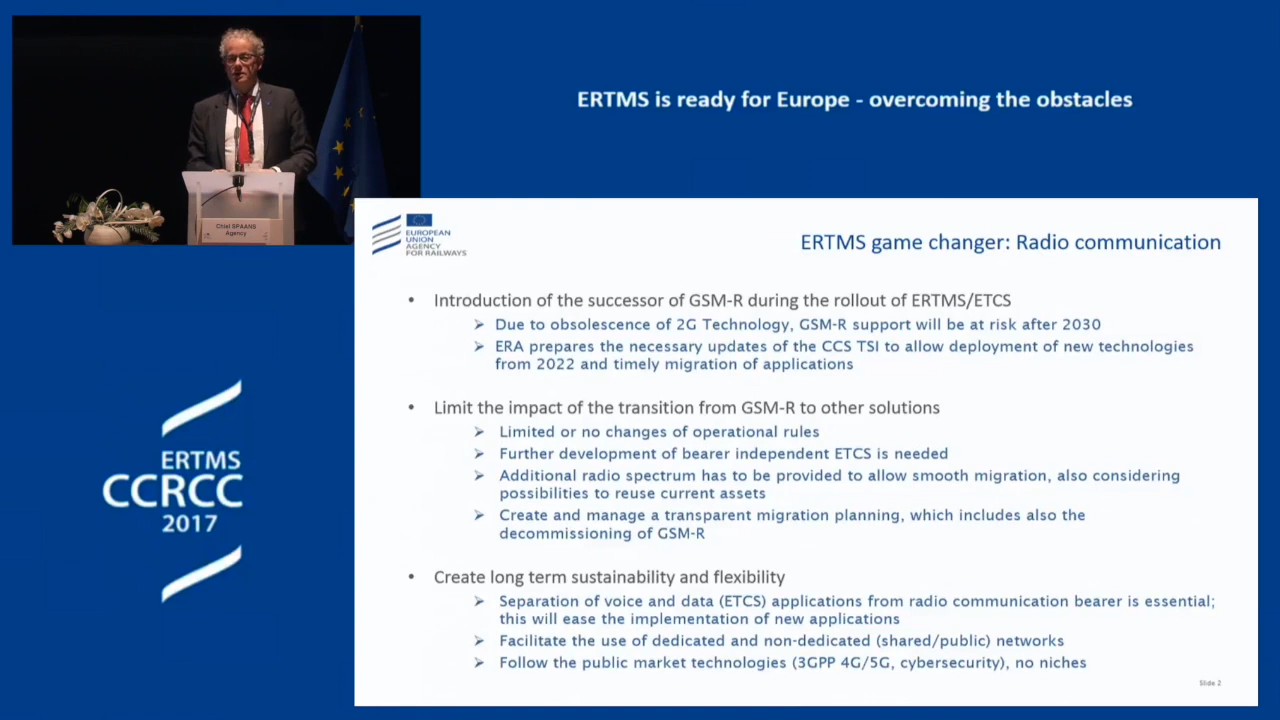 ERTMS is ready for Europe - overcoming the obstacles
Chiel SPAANS
Agency
EUROPEAN
UNION
AGENCY
FOR RAILWAYS
ERTMS game changer: Radio communication
• Introduction of the successor of GSM-R during the rollout of ERTMS/ETCS
➢ Due to obsolescence of 2G Technology, GSM-R support will be at risk after 2030
➢ ERA prepares the necessary updates of the CCS TSI to allow deployment of new technologies
from 2022 and timely migration of applications
• Limit the impact of the transition from GSM-R to other solutions
➢ Limited or no changes of operational rules
➢ Further development of bearer independent ETCS is needed
➢ Additional radio spectrum has to be provided to allow smooth migration, also considering
possibilities to reuse current assets
➢ Create and manage a transparent migration planning, which includes also the
decommissioning of GSM-R
• Create long term sustainability and flexibility
➢ Separation of voice and data (ETCS) applications from radio communication bearer is essential;
this will ease the implementation of new applications
➢ Facilitate the use of dedicated and non-dedicated (shared/public) networks
➢ Follow the public market technologies (3GPP 4G/5G, cybersecurity), no niches
Slide 2
ERTMS
CCRCC
2017